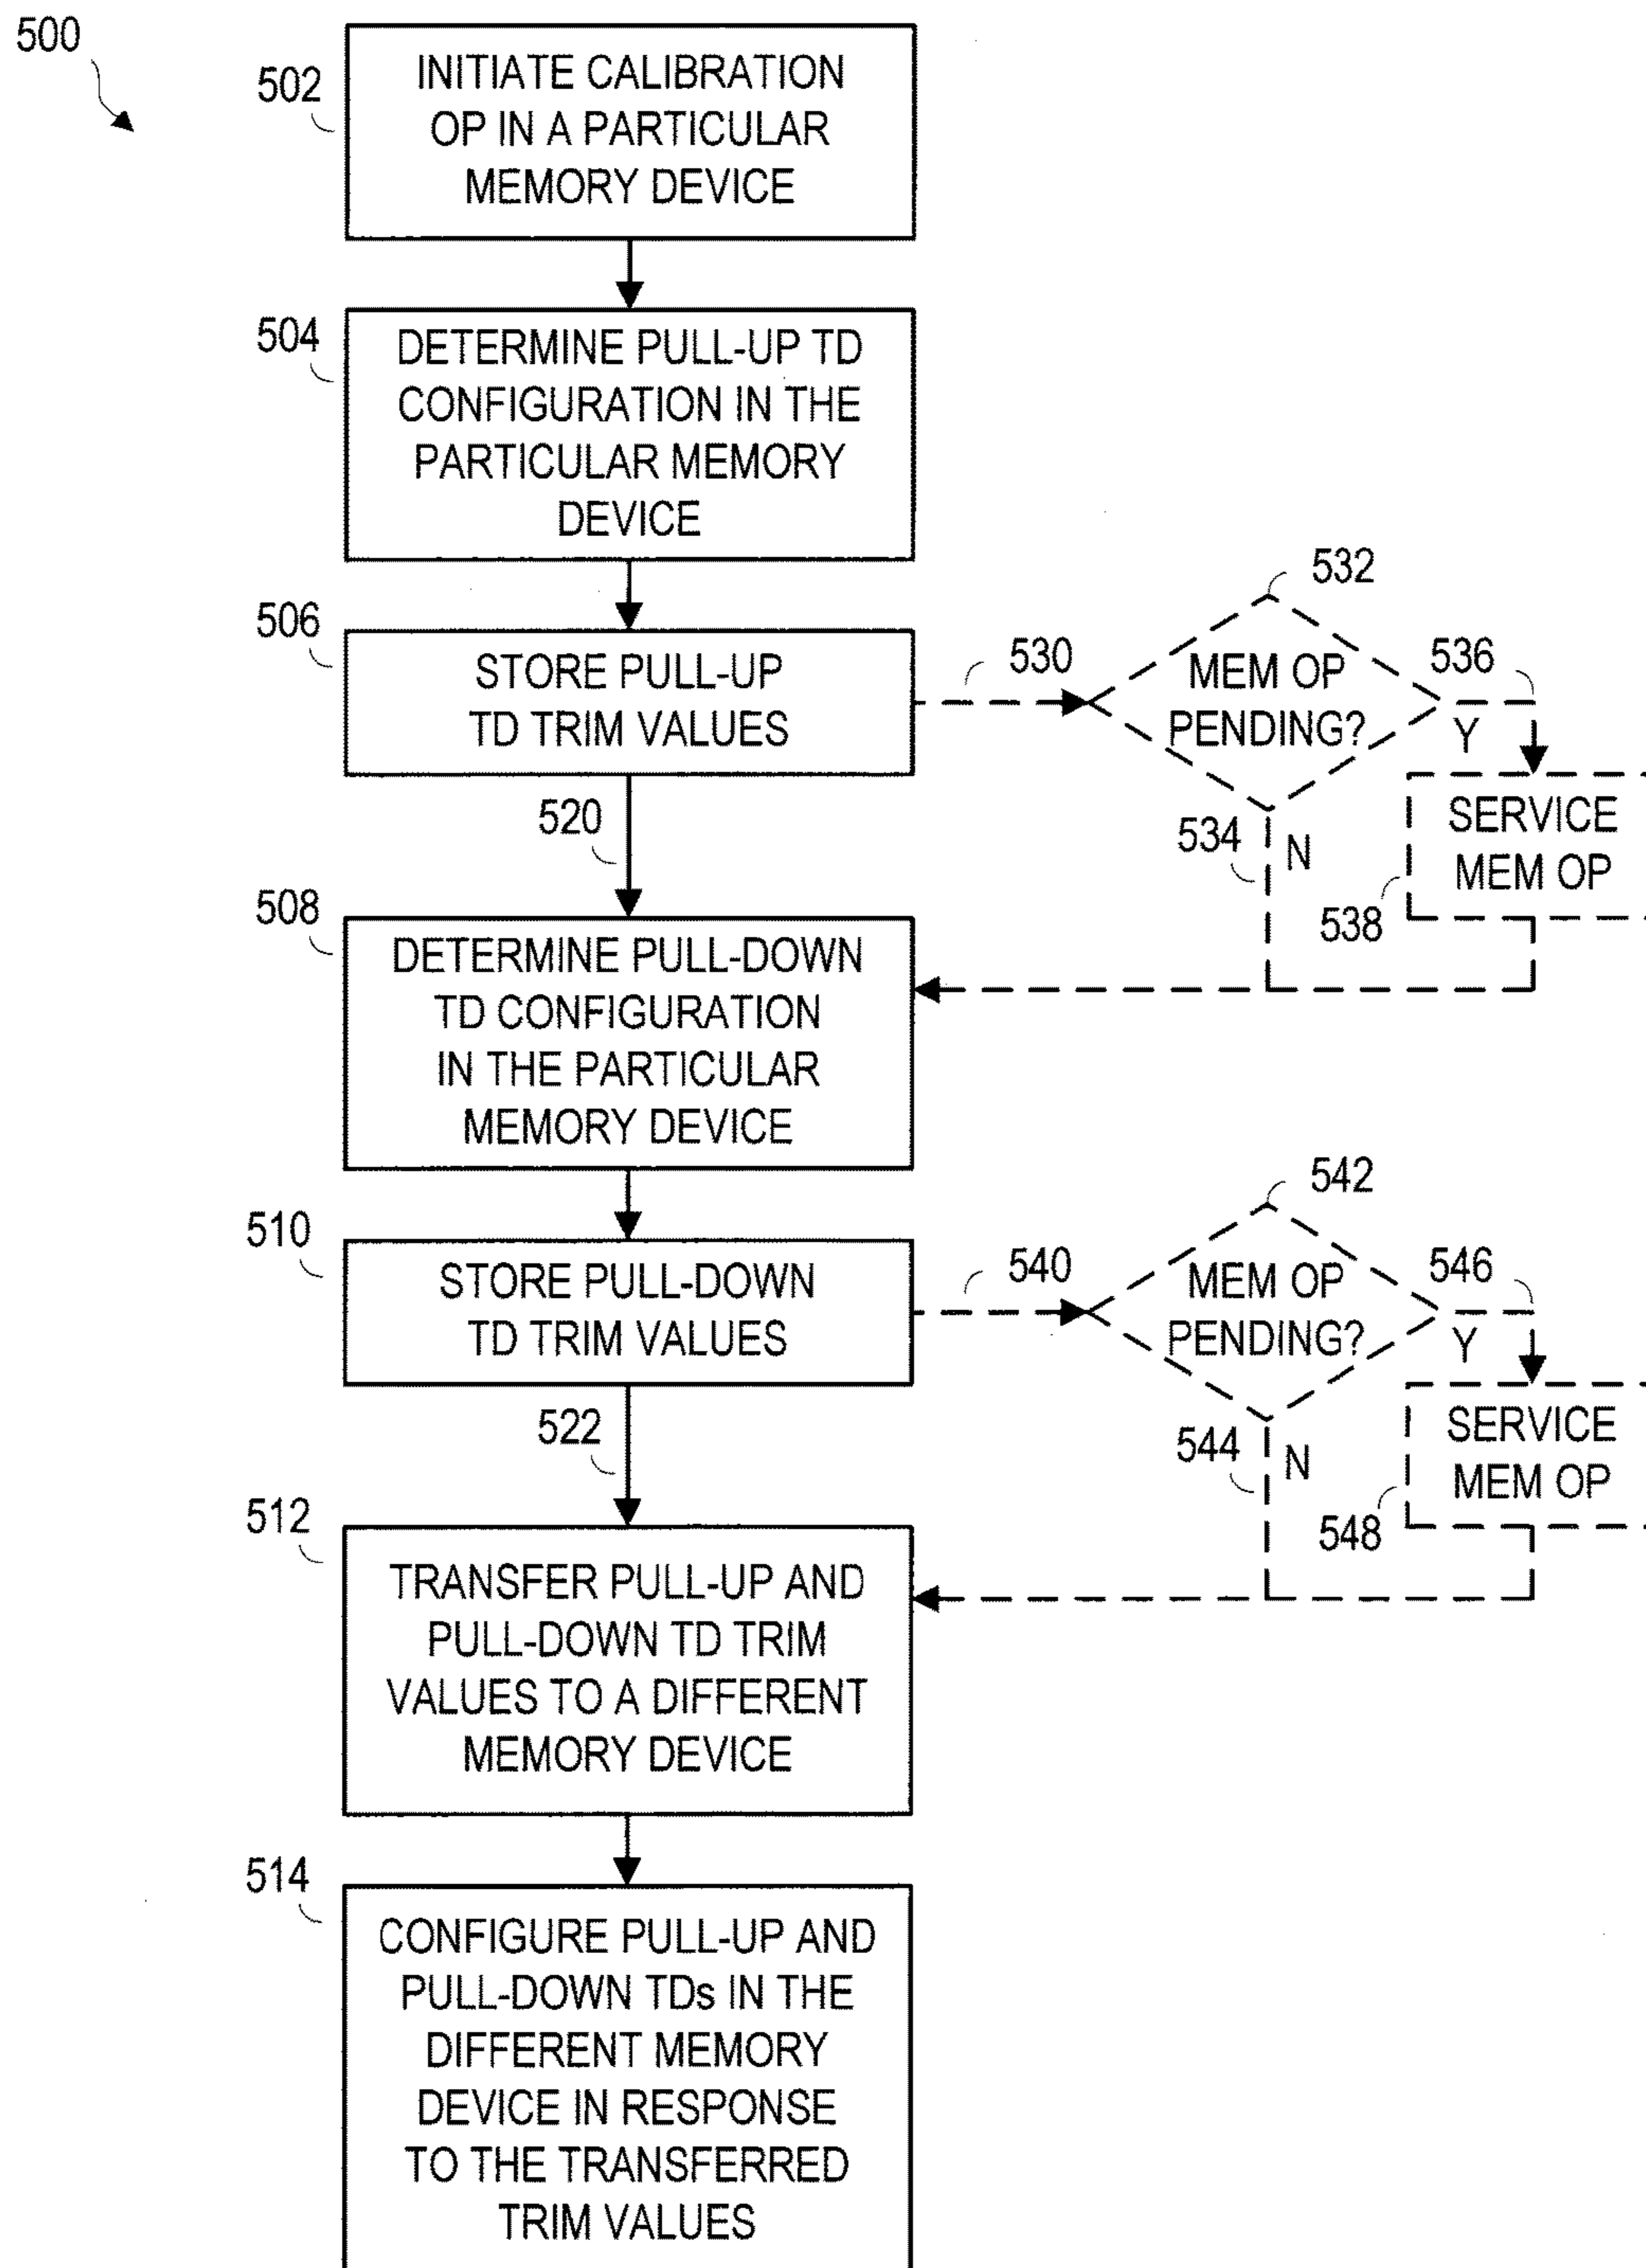 500
502
INITIATE CALIBRATION
OP IN A PARTICULAR
MEMORY DEVICE
504
DETERMINE PULL-UP TD
CONFIGURATION IN THE
PARTICULAR MEMORY
DEVICE
506
STORE PULL-UP
TD TRIM VALUES
530
532
MEM OP
PENDING?
536
Y
534
N
SERVICE
MEM OP
538
520
508
DETERMINE PULL-DOWN
TD CONFIGURATION
IN THE PARTICULAR
MEMORY DEVICE
510
STORE PULL-DOWN
TD TRIM VALUES
540
542
MEM OP
PENDING?
546
Y
544
N
SERVICE
MEM OP
548
522
512
TRANSFER PULL-UP AND
PULL-DOWN TD TRIM
VALUES TO A DIFFERENT
MEMORY DEVICE
514
CONFIGURE PULL-UP AND
PULL-DOWN TDs IN THE
DIFFERENT MEMORY
DEVICE IN RESPONSE
TO THE TRANSFERRED
TRIM VALUES